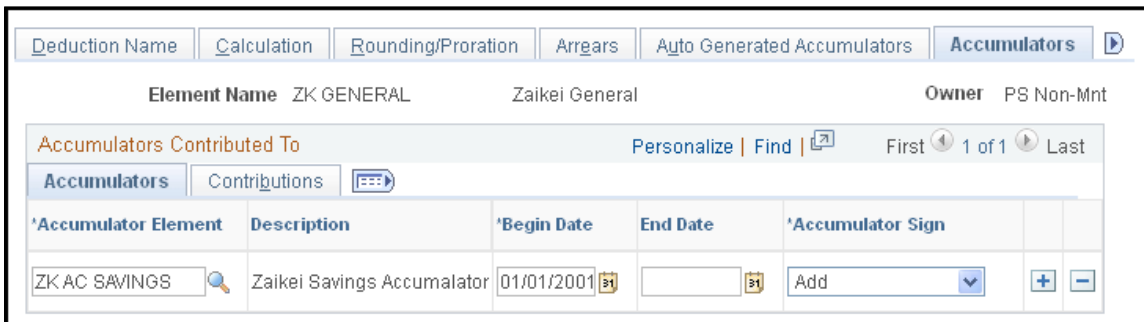 Deduction Name Calculation Rounding/Proration Arrears Auto Generated Accumulators Accumulators
Element Name ZK GENERAL Zaikei General Owner PS Non-Mnt
Accumulators Contributed To Personalize | Find | First 1 of 1 Last
Accumulators Contributions
*Accumulator Element Description *Begin Date End Date *Accumulator Sign
ZK AC SAVINGS Zaikei Savings Accumalator 01/01/2001 31 31 Add + -